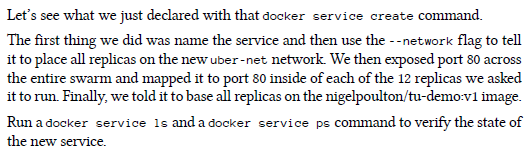 Let’s see what we just declared with that docker service create command.
The first thing we did was name the service and then use the --network flag to tell
it to place all replicas on the new uber-net network. We then exposed port 80 across
the entire swarm and mapped it to port 80 inside of each of the 12 replicas we asked
it to run. Finally, we told it to base all replicas on the nigelpoulton/tu-demo:v1 image.
Run a docker service ls and a docker service ps command to verify the state of
the new service.